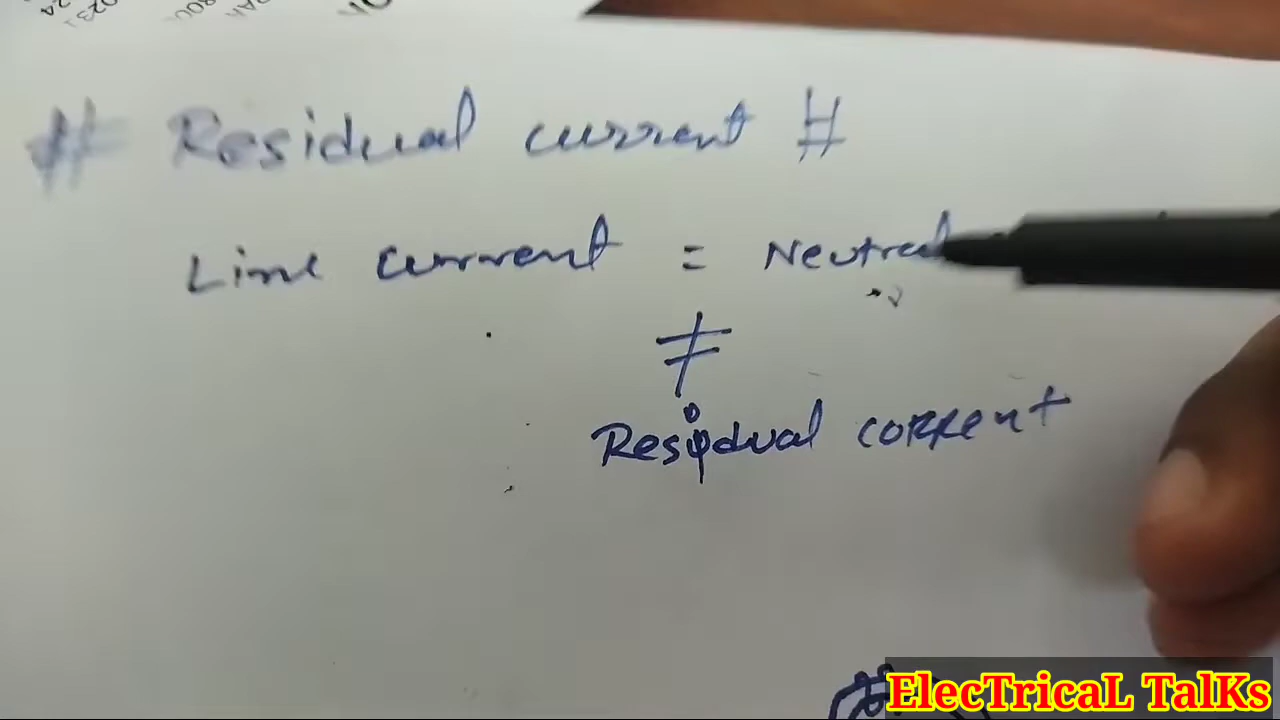 # Residual current #
Line current = Neutral
≠
Residual current
ElecTricaL TalKs